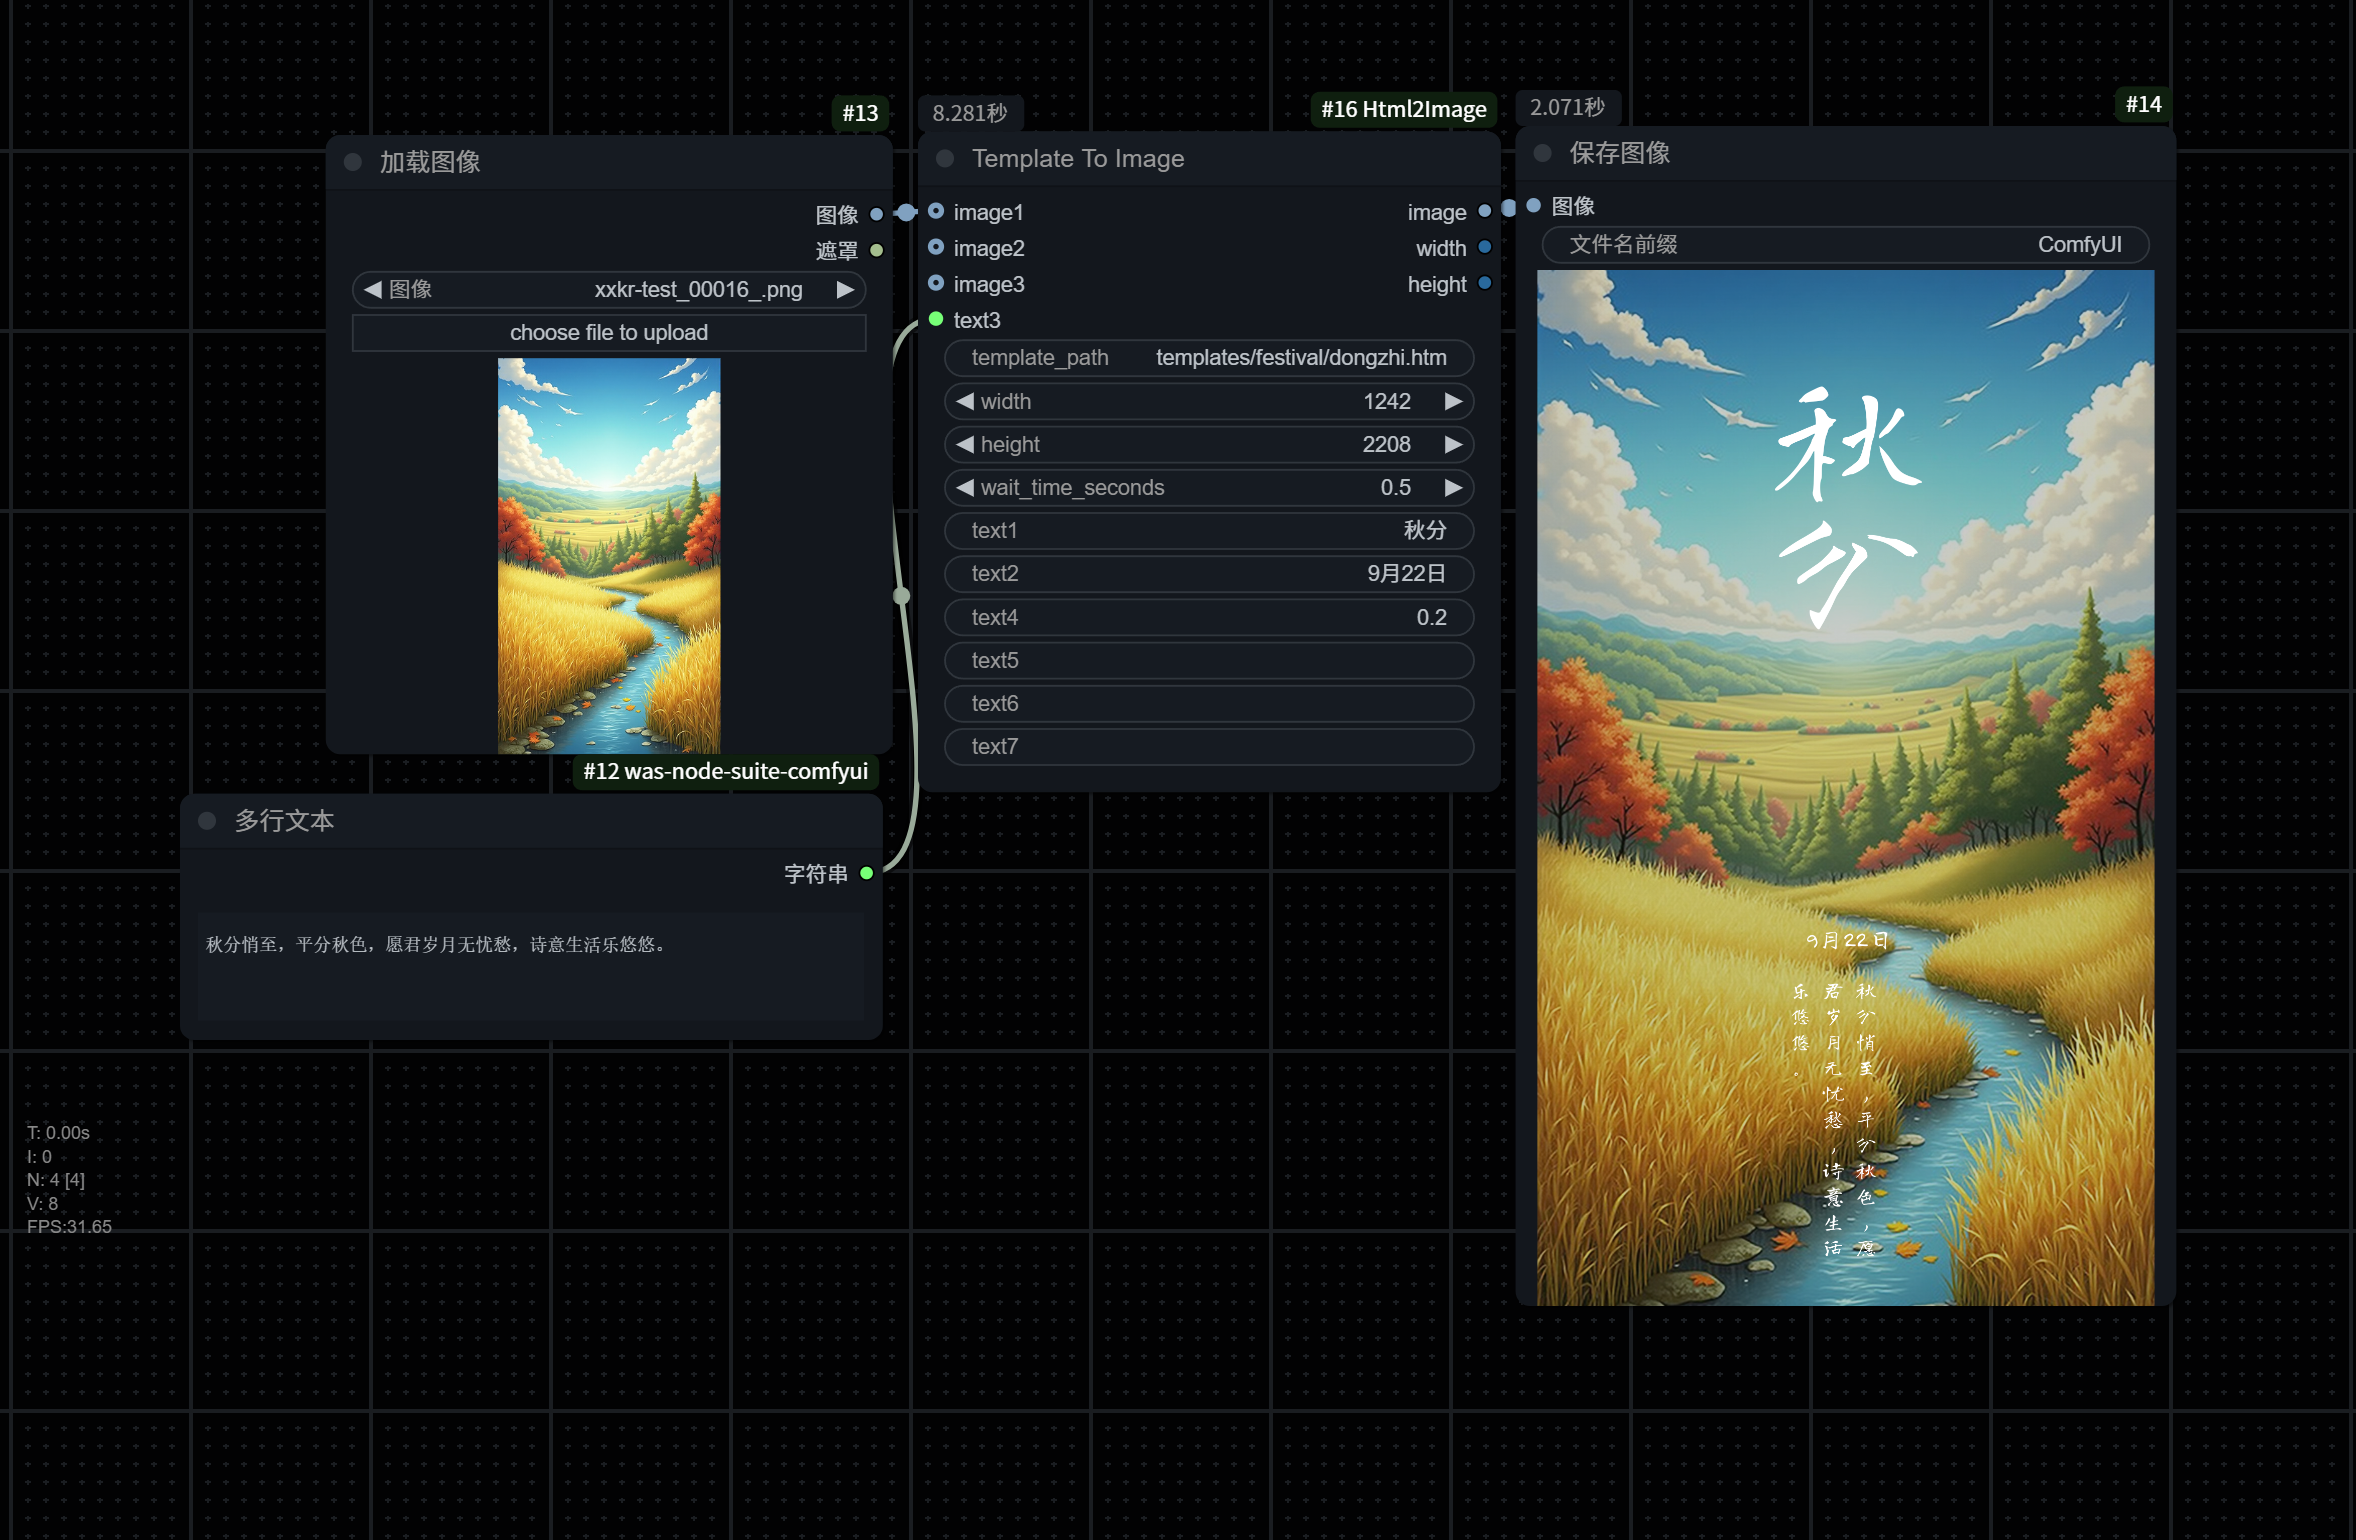 #13
加载图像
图像
遮罩
图像 xxkr-test_00016_.png
choose file to upload
#12 was-node-suite-comfyui
多行文本
字符串
秋分悄至，平分秋色，愿君岁月无忧愁，诗意生活乐悠悠。
8.281秒
#16 Html2Image
Template To Image
image1 image
image2 width
image3 height
text3
template_path templates/festival/dongzhi.htm
width 1242
height 2208
wait_time_seconds 0.5
text1 秋分
text2 9月22日
text4 0.2
text5
text6
text7
2.071秒
#14
保存图像
图像
文件名前缀 ComfyUI
秋分
9月22日
秋分悄至，平分秋色，愿
君岁月无忧愁，诗意生活
乐悠悠。
T: 0.00s
I: 0
N: 4 [4]
V: 8
FPS:31.65